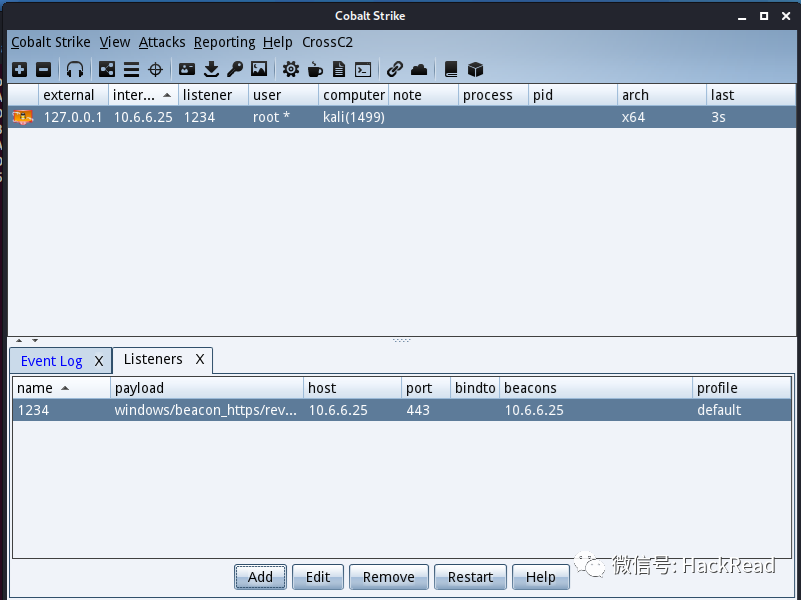 Cobalt Strike
Cobalt Strike View Attacks Reporting Help CrossC2
external inter... listener user computer note process pid arch last
127.0.0.1 10.6.6.25 1234 root * kali(1499) x64 3s
Event Log X Listeners X
name payload host port bindto beacons profile
1234 windows/beacon_https/rev... 10.6.6.25 443 10.6.6.25 default
Add Edit Remove Restart Help
微信号: HackRead